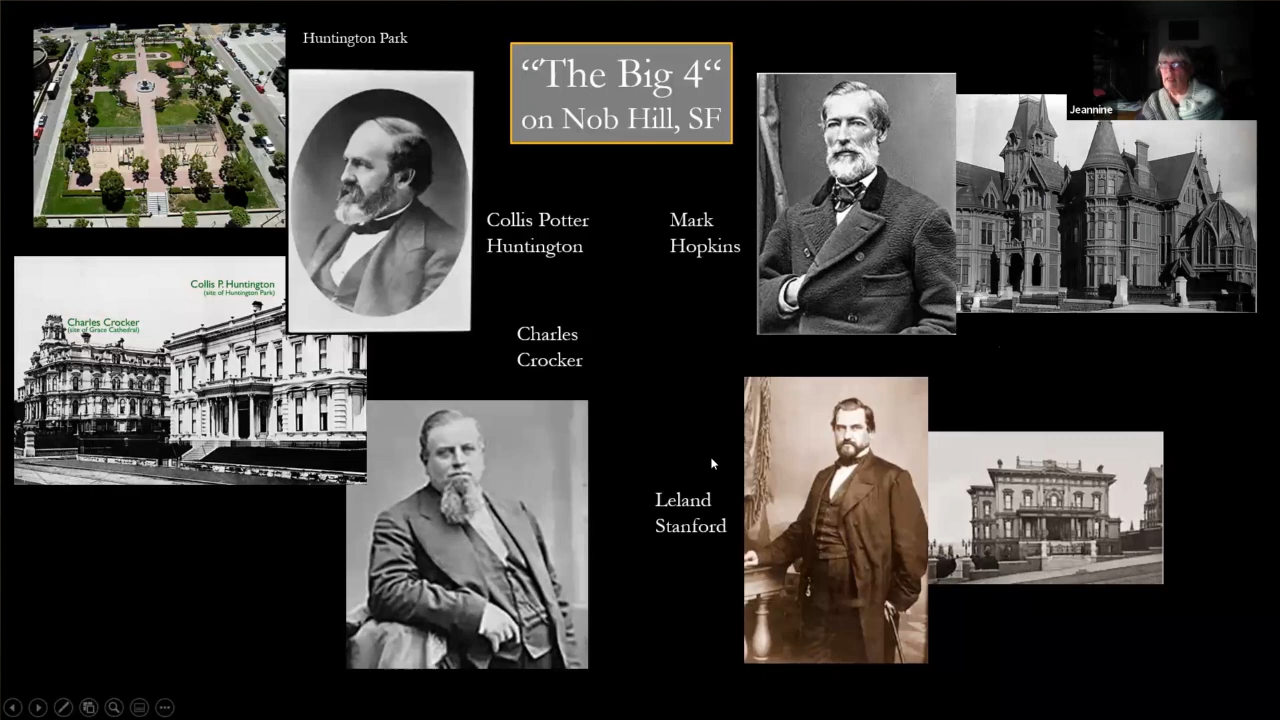 Huntington Park
“The Big 4“
on Nob Hill, SF
Jeannine
Collis Potter
Huntington
Mark
Hopkins
Collis P. Huntington
(site of Huntington Park)
Charles Crocker
(site of Grace Cathedral)
Charles
Crocker
Leland
Stanford